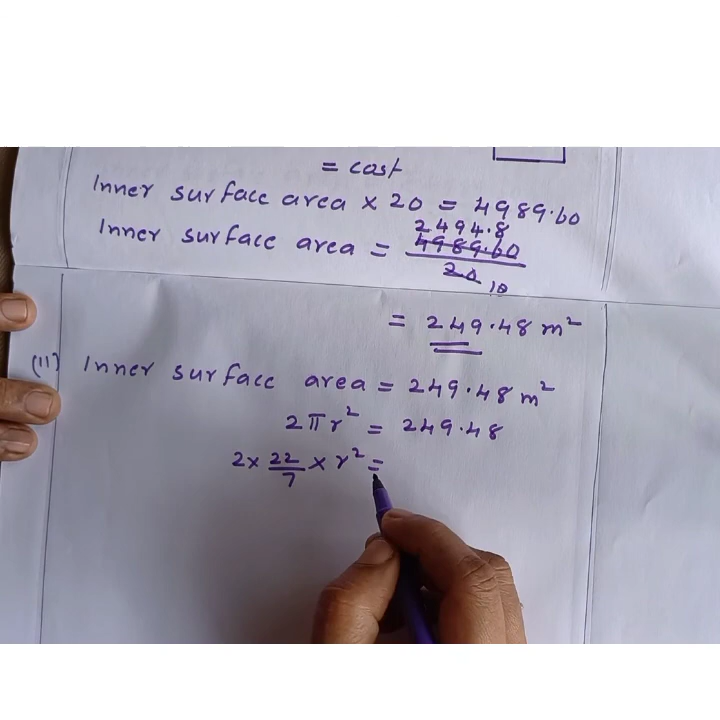 = cost
Inner surface area × 20 = 4989.60
2494.8
Inner surface area = 4989.60
20 10
= 249.48 m²
(11) Inner surface area = 249.48 m²
2πr² = 249.48
2 × 22/7 × r² =